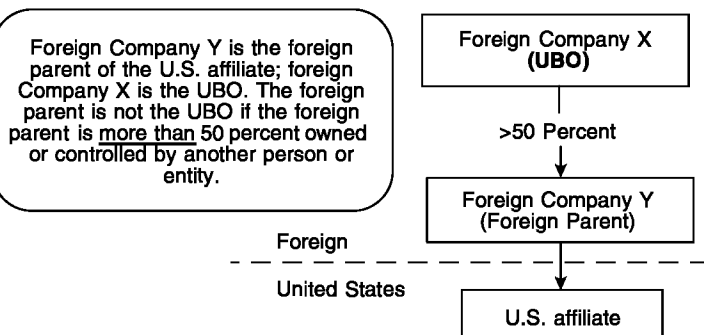 Foreign Company Y is the foreign
parent of the U.S. affiliate; foreign
Company X is the UBO. The foreign
parent is not the UBO if the foreign
parent is more than 50 percent owned
or controlled by another person or
entity.
Foreign Company X
(UBO)
>50 Percent
Foreign Company Y
(Foreign Parent)
Foreign
United States
U.S. affiliate